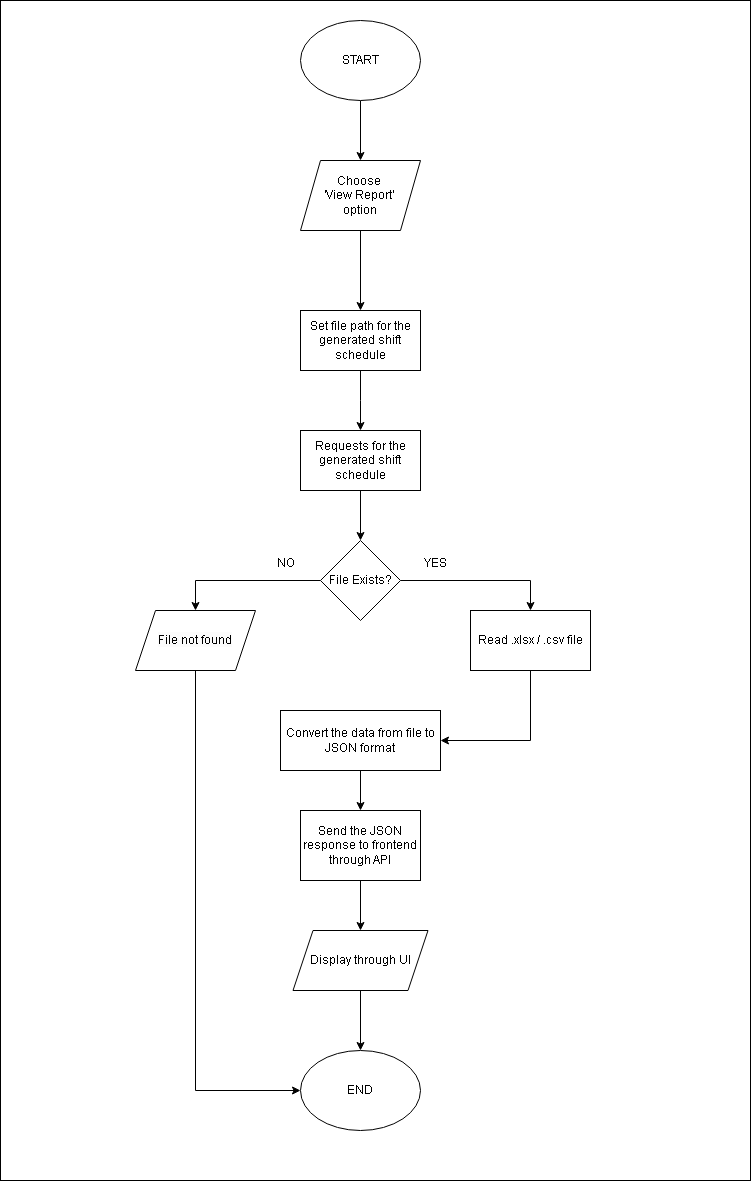 START
Choose
'View Report'
option
Set file path for the
generated shift
schedule
Requests for the
generated shift
schedule
NO
YES
File Exists?
File not found
Read .xlsx / .csv file
Convert the data from file to
JSON format
Send the JSON
response to frontend
through API
Display through UI
END